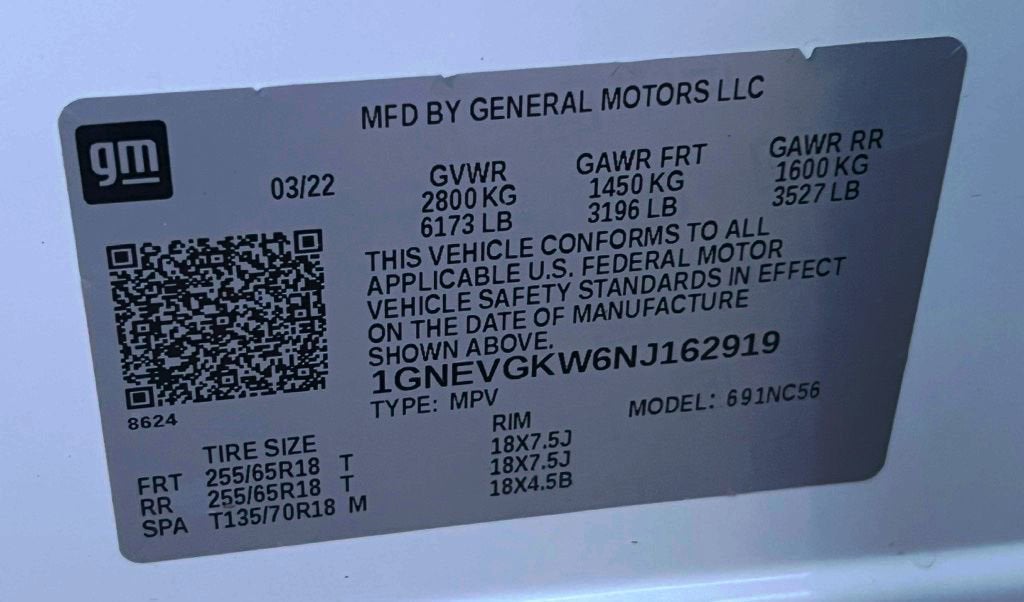 gm
MFD BY GENERAL MOTORS LLC
03/22
GVWR
2800 KG
6173 LB
GAWR FRT
1450 KG
3196 LB
GAWR RR
1600 KG
3527 LB
THIS VEHICLE CONFORMS TO ALL
APPLICABLE U.S. FEDERAL MOTOR
VEHICLE SAFETY STANDARDS IN EFFECT
ON THE DATE OF MANUFACTURE
SHOWN ABOVE.
1GNEVGKW6NJ162919
TYPE: MPV MODEL: 691NC56
8624
TIRE SIZE RIM
FRT 255/65R18 T 18X7.5J
RR 255/65R18 T 18X7.5J
SPA T135/70R18 M 18X4.5B